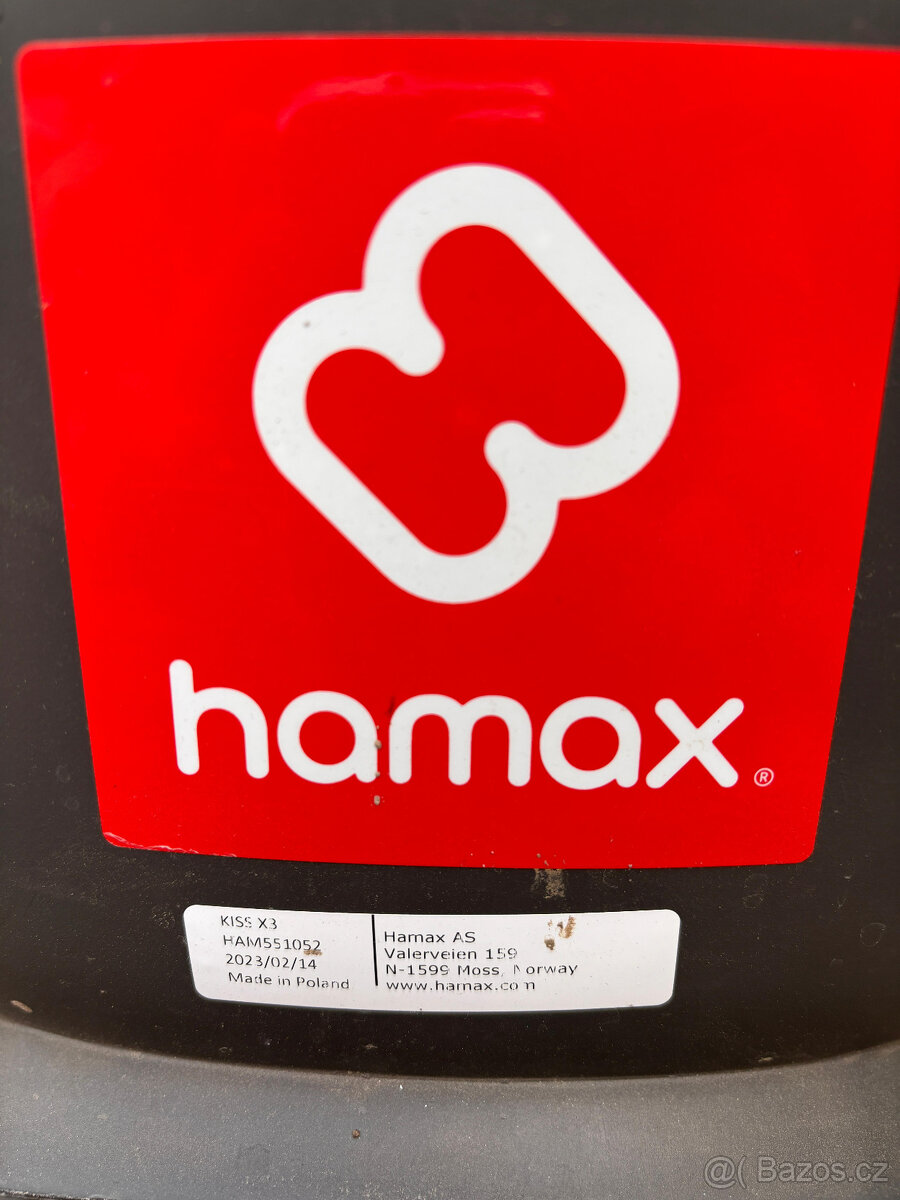 hamax®
KISS X3
HAM551052
2023/02/14
Made in Poland
Hamax AS
Valerveien 159
N-1599 Moss, Norway
www.hamax.com
@( Bazos.cz